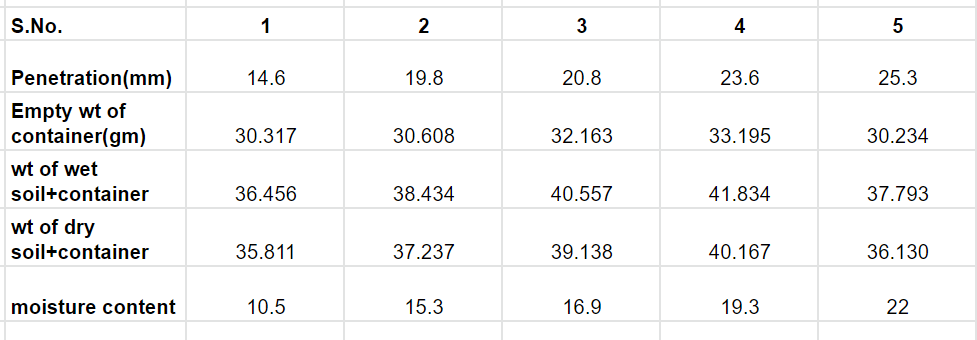 S.No. 1 2 3 4 5
Penetration(mm) 14.6 19.8 20.8 23.6 25.3
Empty wt of
container(gm) 30.317 30.608 32.163 33.195 30.234
wt of wet
soil+container 36.456 38.434 40.557 41.834 37.793
wt of dry
soil+container 35.811 37.237 39.138 40.167 36.130
moisture content 10.5 15.3 16.9 19.3 22